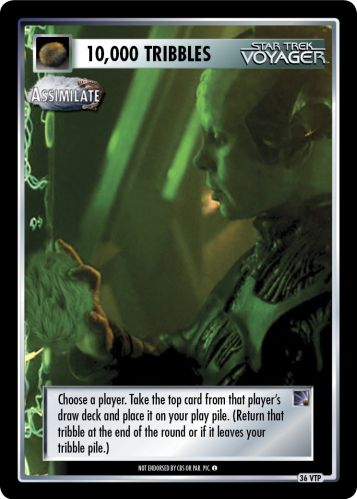 10,000 TRIBBLES
STAR TREK
VOYAGER
ASSIMILATE
Choose a player. Take the top card from that player's
draw deck and place it on your play pile. (Return that
tribble at the end of the round or if it leaves your
tribble pile.)
NOT ENDORSED BY CBS OR PAR. PIC.
36 VTP